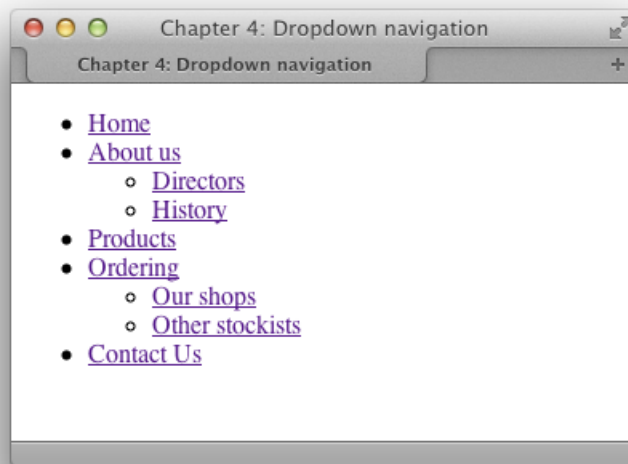 Chapter 4: Dropdown navigation
Chapter 4: Dropdown navigation
Home
About us
Directors
History
Products
Ordering
Our shops
Other stockists
Contact Us